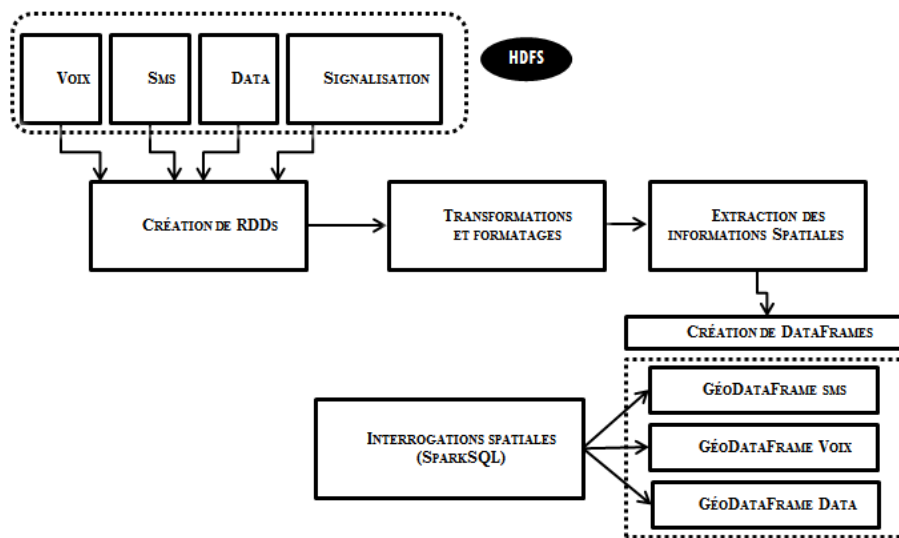 HDFS
Voix
Sms
Data
Signalisation
Création de RDDs
Transformations
et formatages
Extraction des
informations Spatiales
Création de DataFrames
GéoDataFrame sms
Interrogations spatiales
(SparkSQL)
GéoDataFrame Voix
GéoDataFrame Data